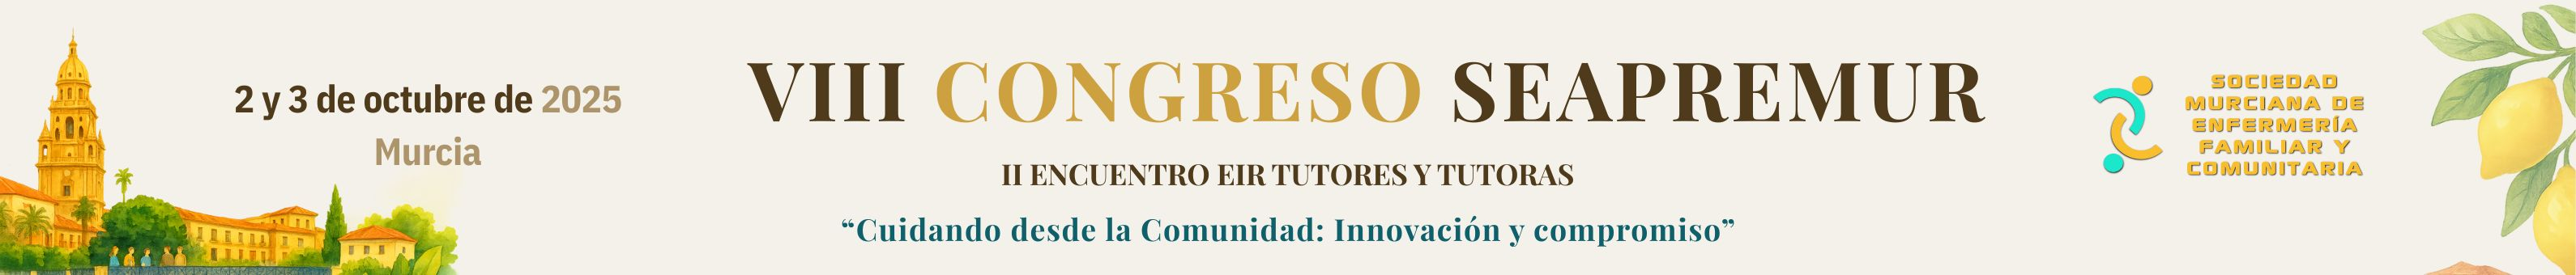 2 y 3 de octubre de 2025
Murcia
VIII CONGRESO SEAPREMUR
II ENCUENTRO EIR TUTORES Y TUTORAS
“Cuidando desde la Comunidad: Innovación y compromiso”
SOCIEDAD
MURCIANA DE
ENFERMERÍA
FAMILIAR Y
COMUNITARIA